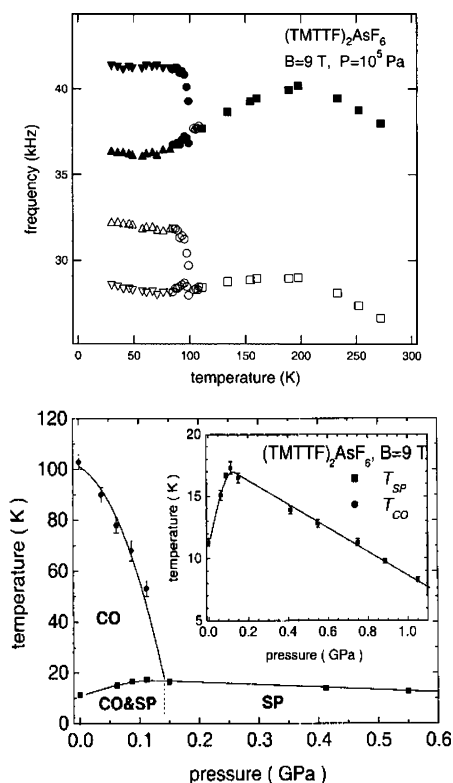 (TMTTF)₂AsF₆
B=9 T, P=10⁵ Pa
40
35
30
frequency (kHz)
0 50 100 150 200 250 300
temperature (K)
120
100
80
60
40
20
0
temperature ( K )
CO
CO&SP
SP
0.0 0.1 0.2 0.3 0.4 0.5 0.6
pressure ( GPa )
(TMTTF)₂AsF₆, B=9 T
T_SP
T_CO
20
15
10
5
temperature ( K )
0.0 0.2 0.4 0.6 0.8 1.0
pressure ( GPa )